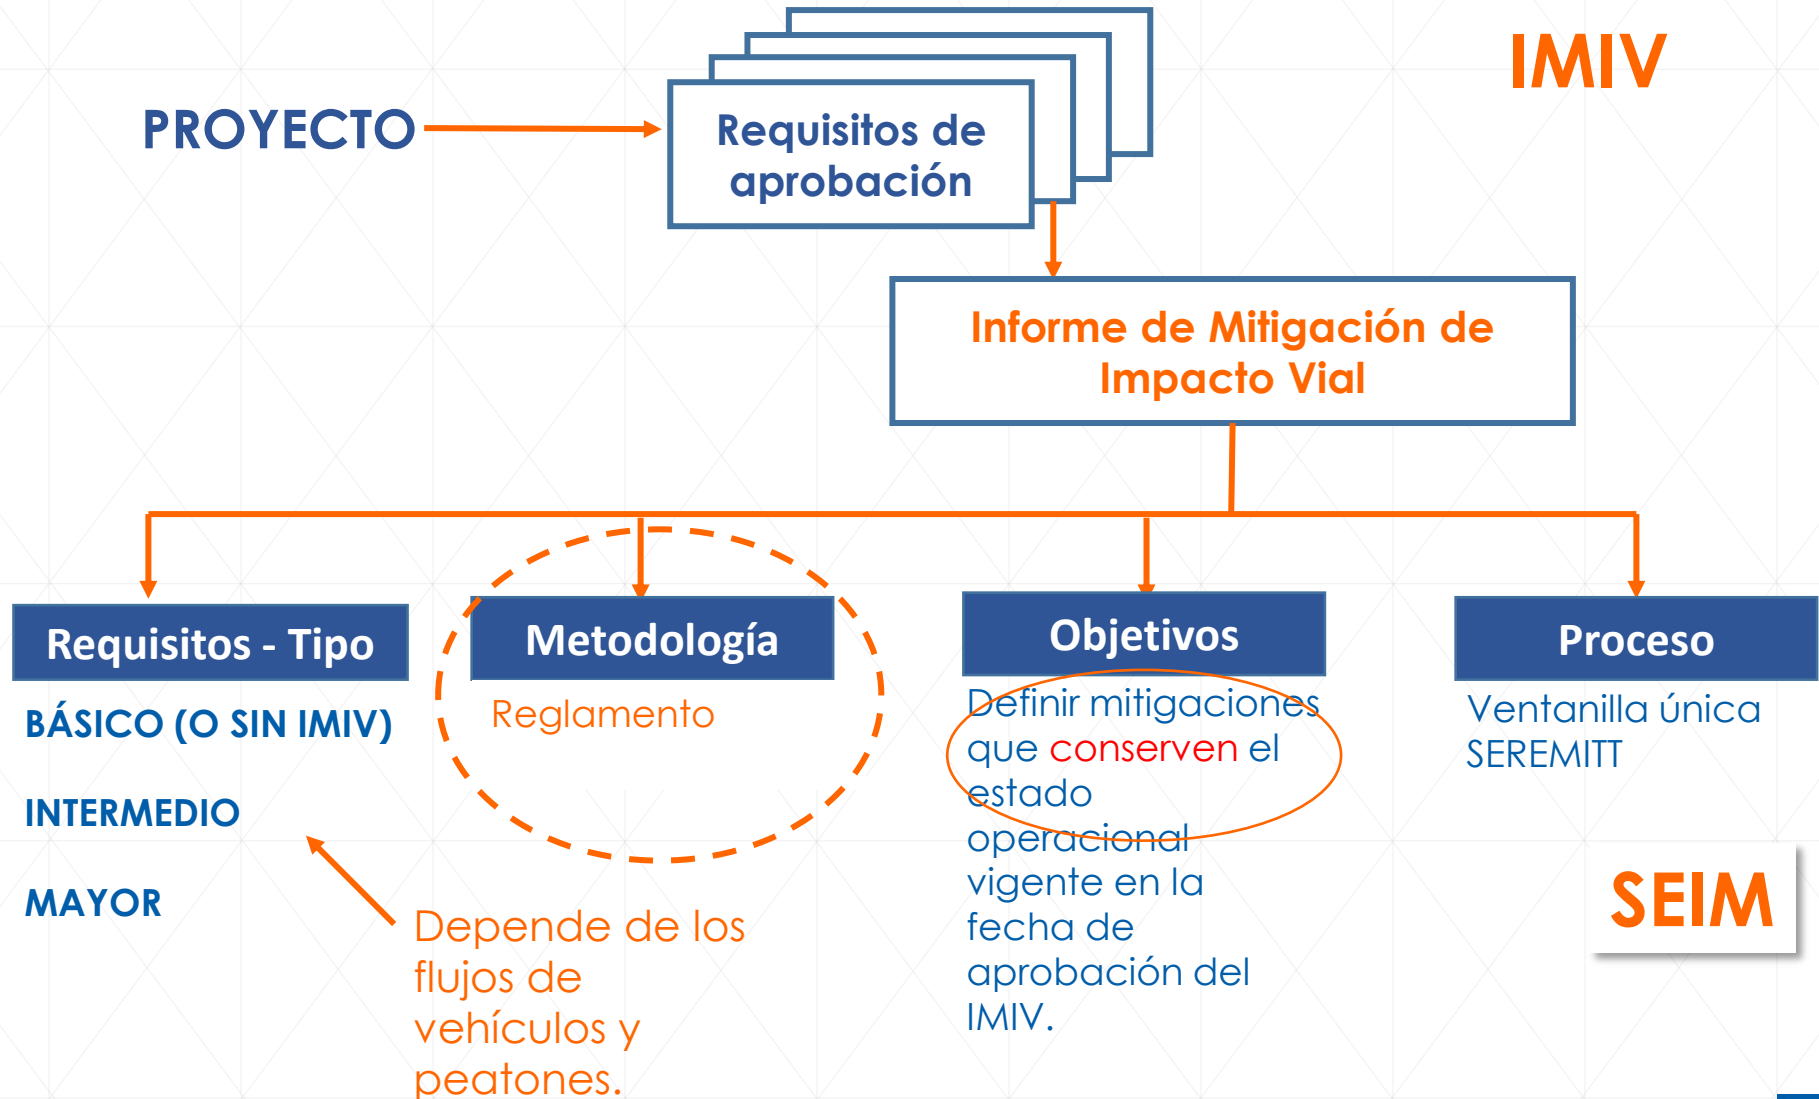 IMIV
PROYECTO
Requisitos de
aprobación
Informe de Mitigación de
Impacto Vial
Requisitos - Tipo
BÁSICO (O SIN IMIV)
INTERMEDIO
MAYOR
Depende de los
flujos de
vehículos y
peatones.
Metodología
Reglamento
Objetivos
Definir mitigaciones
que conserven el
estado
operacional
vigente en la
fecha de
aprobación del
IMIV.
Proceso
Ventanilla única
SEREMITT
SEIM